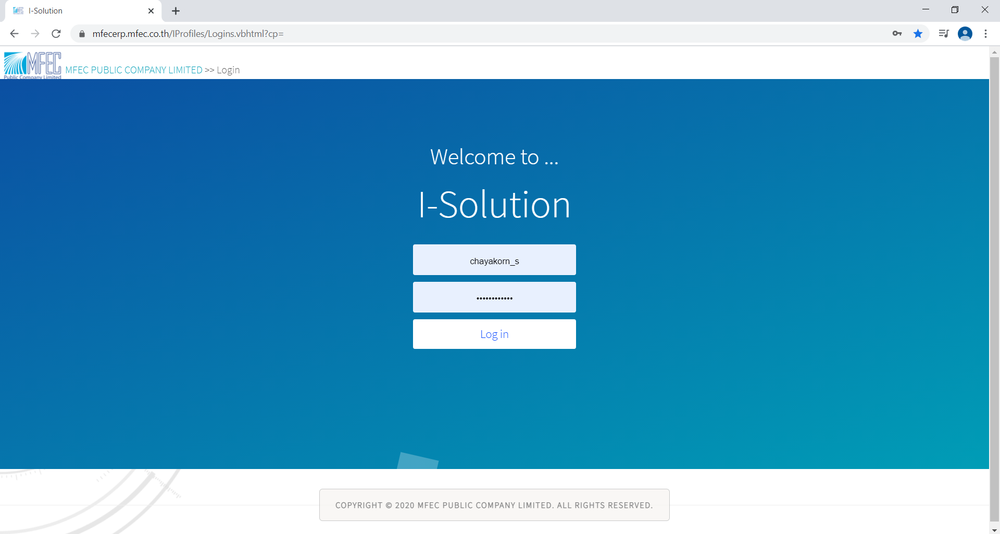 I-Solution
mfecerp.mfec.co.th/IProfiles/Logins.vbhtml?cp=
MFEC
Public Company Limited
MFEC PUBLIC COMPANY LIMITED >> Login
Welcome to ...
I-Solution
chayakorn_s
••••••••••••
Log in
COPYRIGHT © 2020 MFEC PUBLIC COMPANY LIMITED. ALL RIGHTS RESERVED.